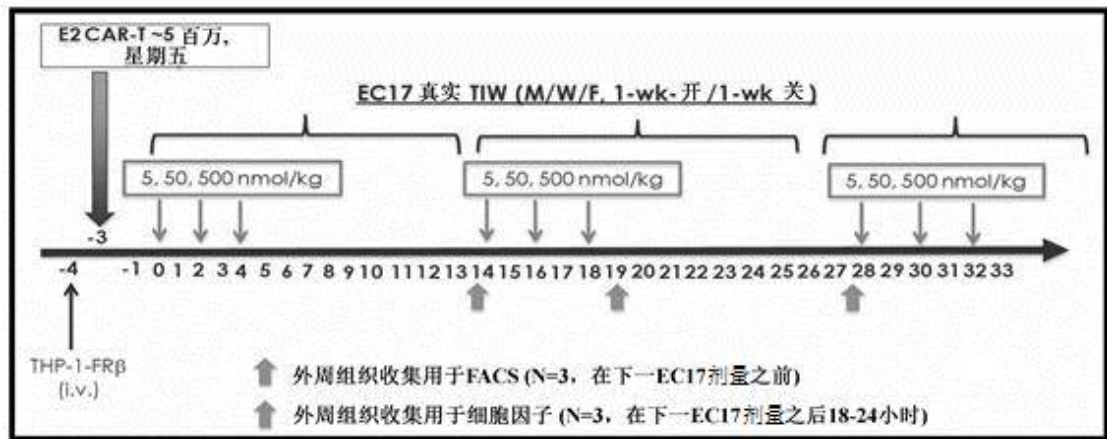 E2 CAR-T ~5 百万,
星期五
EC17 真实 TIW (M/W/F, 1-wk-开 /1-wk 关)
5, 50, 500 nmol/kg
5, 50, 500 nmol/kg
5, 50, 500 nmol/kg
-3
-4 -1 0 1 2 3 4 5 6 7 8 9 10 11 12 13 14 15 16 17 18 19 20 21 22 23 24 25 26 27 28 29 30 31 32 33
THP-1-FRβ
(i.v.)
外周组织收集用于FACS (N=3，在下一EC17剂量之前)
外周组织收集用于细胞因子 (N=3，在下一EC17剂量之后18-24小时)